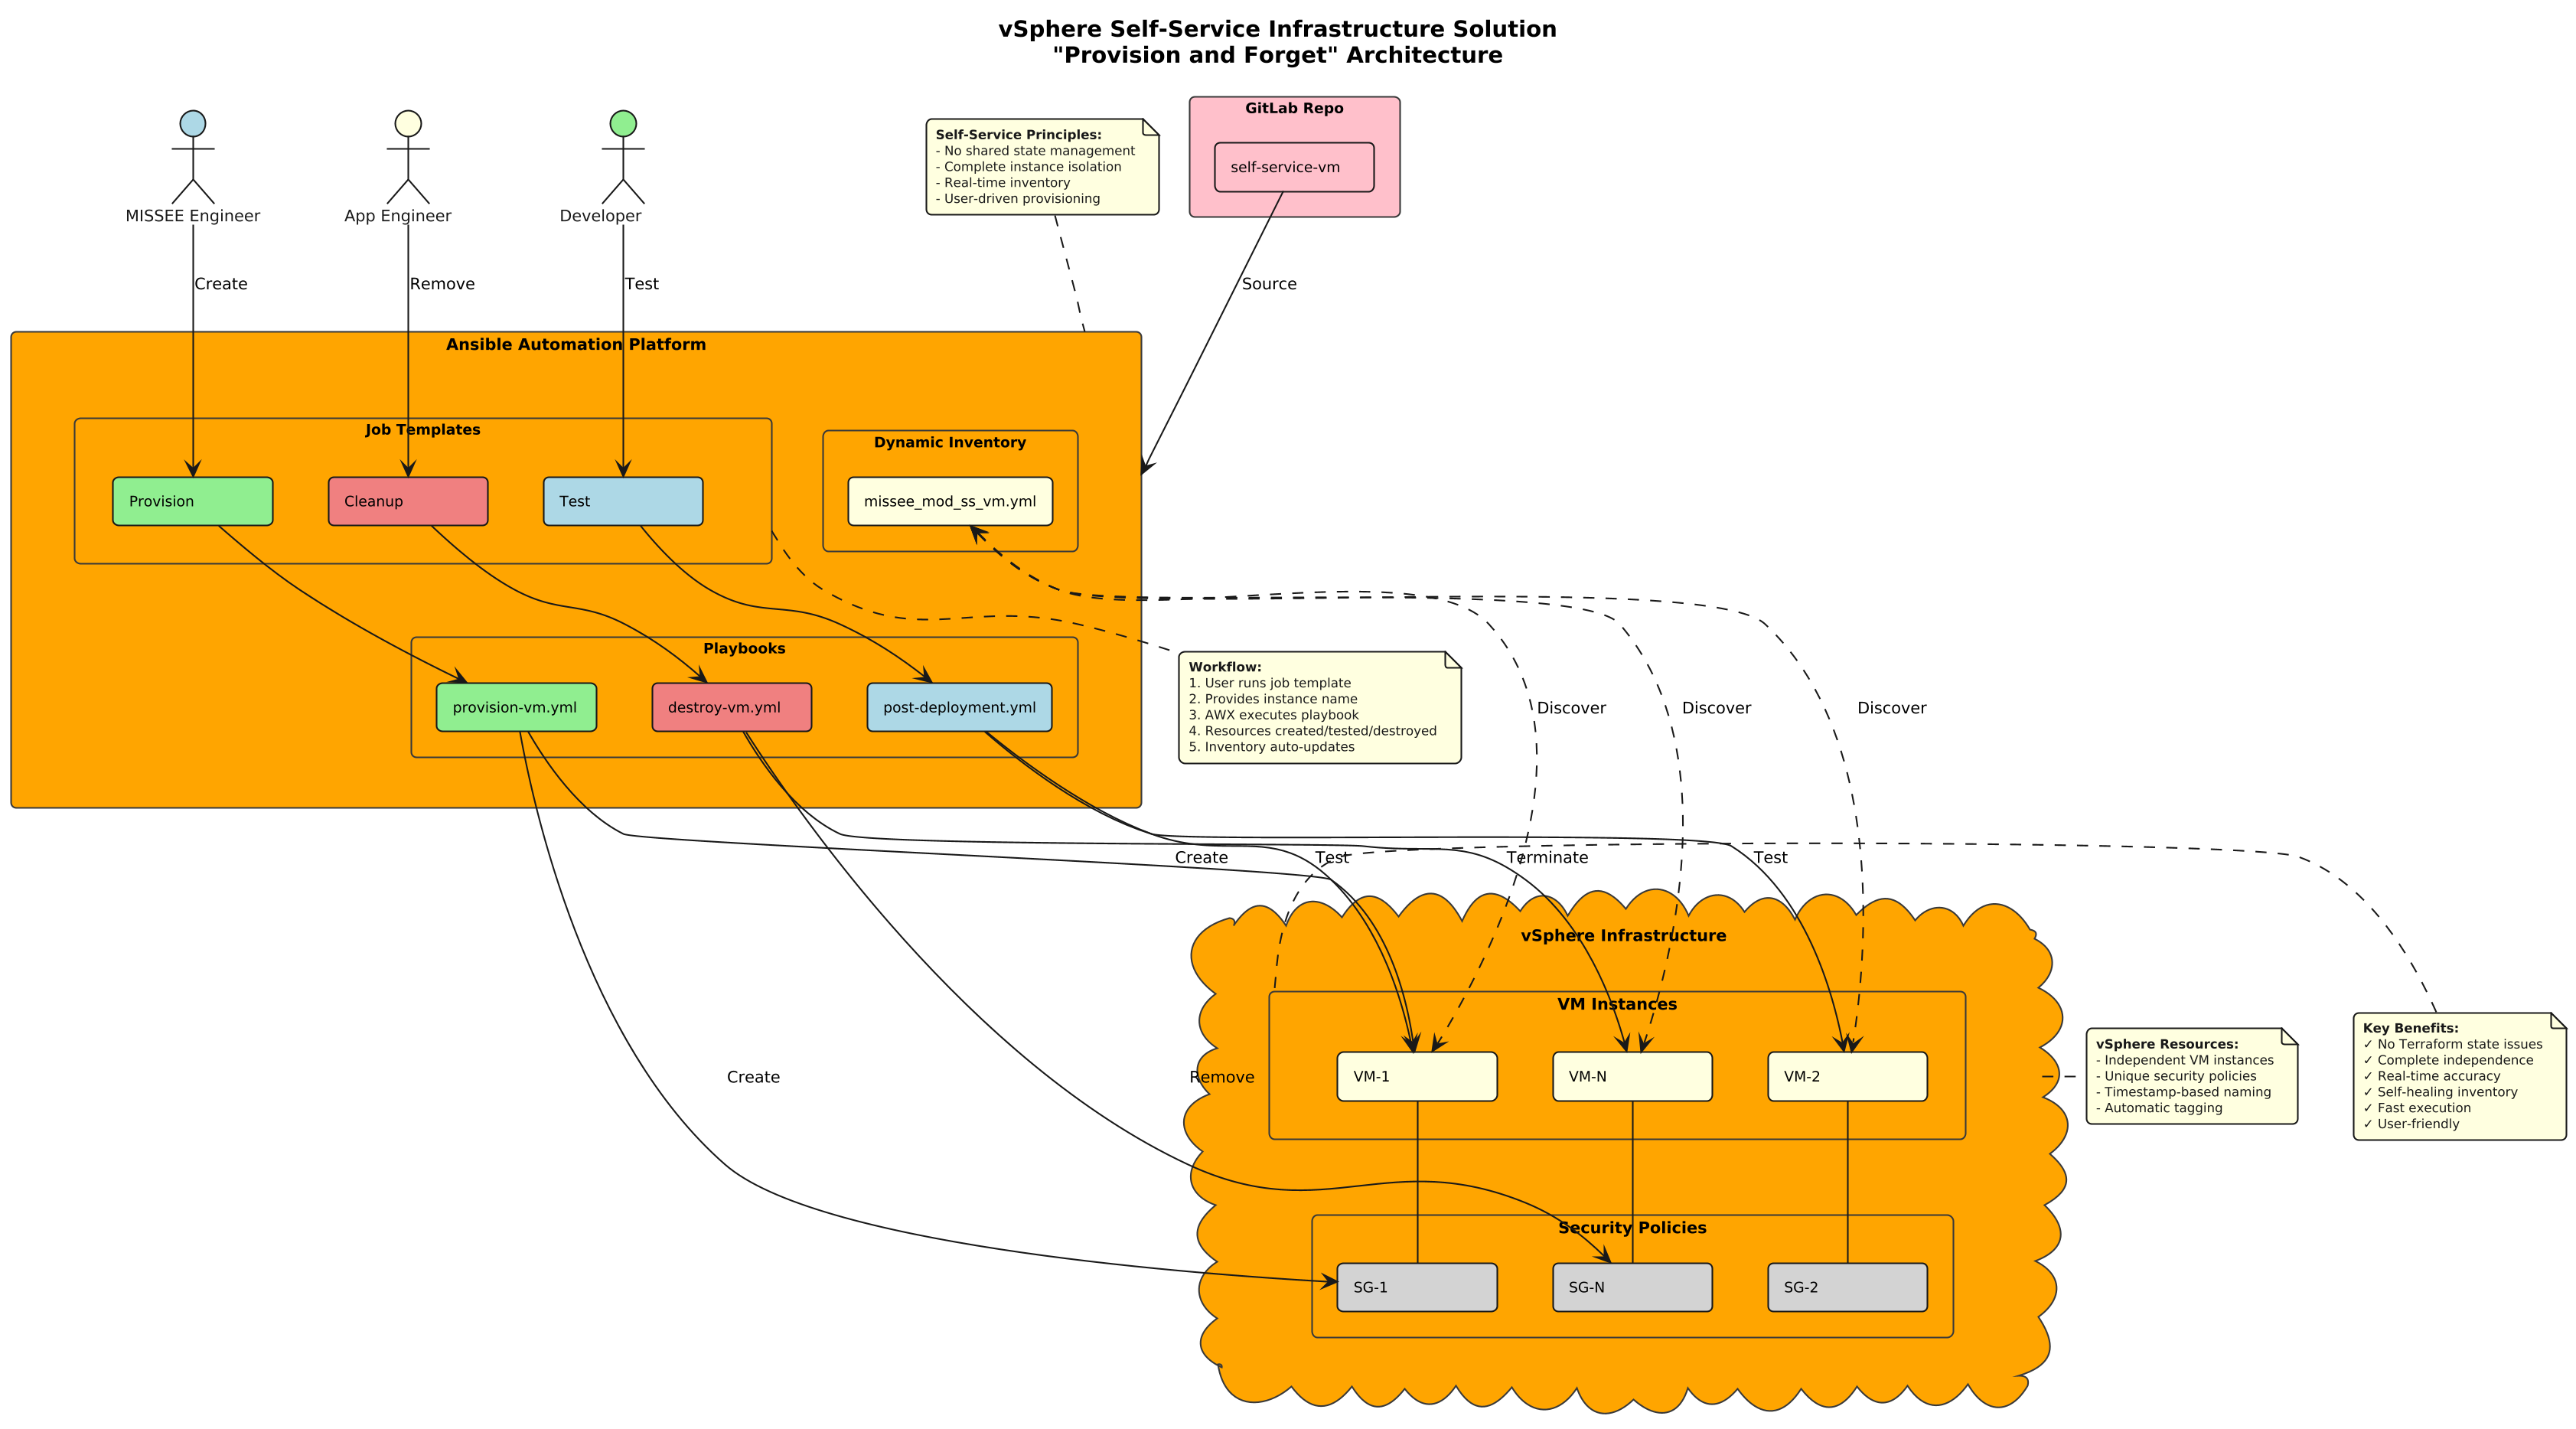 vSphere Self-Service Infrastructure Solution
"Provision and Forget" Architecture
GitLab Repo
self-service-vm
Self-Service Principles:
- No shared state management
- Complete instance isolation
- Real-time inventory
- User-driven provisioning
MISSEE Engineer
App Engineer
Developer
Create
Remove
Test
Source
Ansible Automation Platform
Job Templates
Provision
Cleanup
Test
Dynamic Inventory
missee_mod_ss_vm.yml
Playbooks
provision-vm.yml
destroy-vm.yml
post-deployment.yml
Workflow:
1. User runs job template
2. Provides instance name
3. AWX executes playbook
4. Resources created/tested/destroyed
5. Inventory auto-updates
Discover
Discover
Discover
Create
Test
Terminate
Test
vSphere Infrastructure
VM Instances
VM-1
VM-N
VM-2
Create
Remove
vSphere Resources:
- Independent VM instances
- Unique security policies
- Timestamp-based naming
- Automatic tagging
Key Benefits:
✓ No Terraform state issues
✓ Complete independence
✓ Real-time accuracy
✓ Self-healing inventory
✓ Fast execution
✓ User-friendly
Security Policies
SG-1
SG-N
SG-2